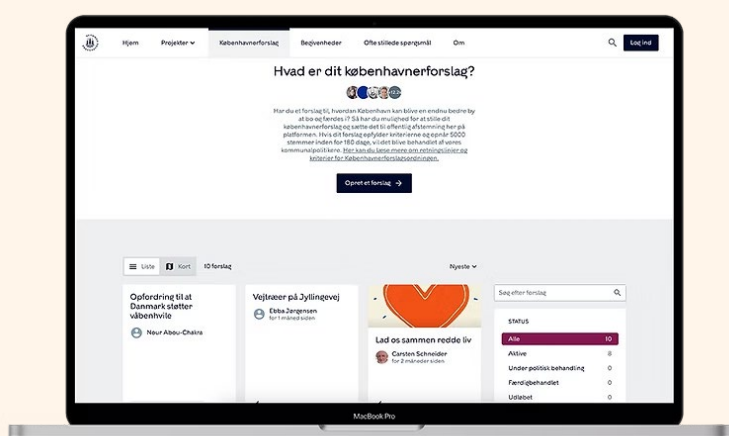 Hjem Projekter Københavnerforslag Begivenheder Ofte stillede spørgsmål Om Log ind
Hvad er dit københavnerforslag?
Har du et forslag til, hvordan København kan blive en endnu bedre by
at bo og færdes i? Så har du mulighed for at stille dit
københavnerforslag og sætte det til offentlig afstemning her på
platformen. Hvis dit forslag opfylder kriterierne og opnår 5000
stemmer inden for 180 dage, vil det blive behandlet af vores
kommunalpolitikere. Her kan du læse mere om retningslinier og
kriterier for Københavnerforslagsordningen.
Opret et forslag →
Liste Kort 10 forslag Nyeste
Opfordring til at
Danmark støtter
våbenhvile
Nour Abou-Chakra
Vejtræer på Jyllingevej
Ebba Jørgensen
for 1 måned siden
Lad os sammen redde liv
Carsten Schneider
for 2 måneder siden
Søg efter forslag
STATUS
Alle 10
Aktive 8
Under politisk behandling 0
Færdigbehandlet 0
Udløbet 0
MacBook Pro